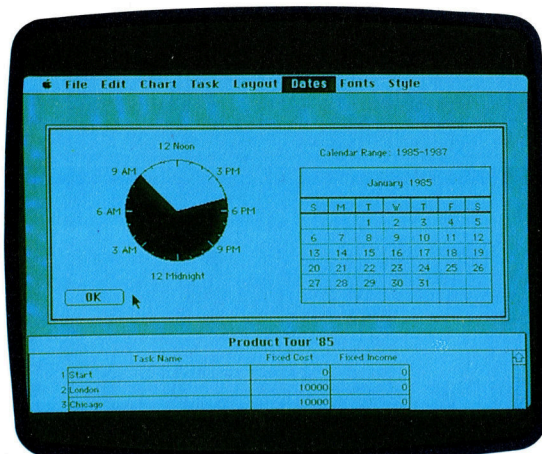 File Edit Chart Task Layout Dates Fonts Style
12 Noon
9 AM
3 PM
6 AM
6 PM
3 AM
9 PM
12 Midnight
OK
Calendar Range: 1985-1987
January 1985
S M T W T F S
1 2 3 4 5
6 7 8 9 10 11 12
13 14 15 16 17 18 19
20 21 22 23 24 25 26
27 28 29 30 31
Product Tour '85
Task Name Fixed Cost Fixed Income
1 Start 0 0
2 London 10000 0
3 Chicago 10000 0